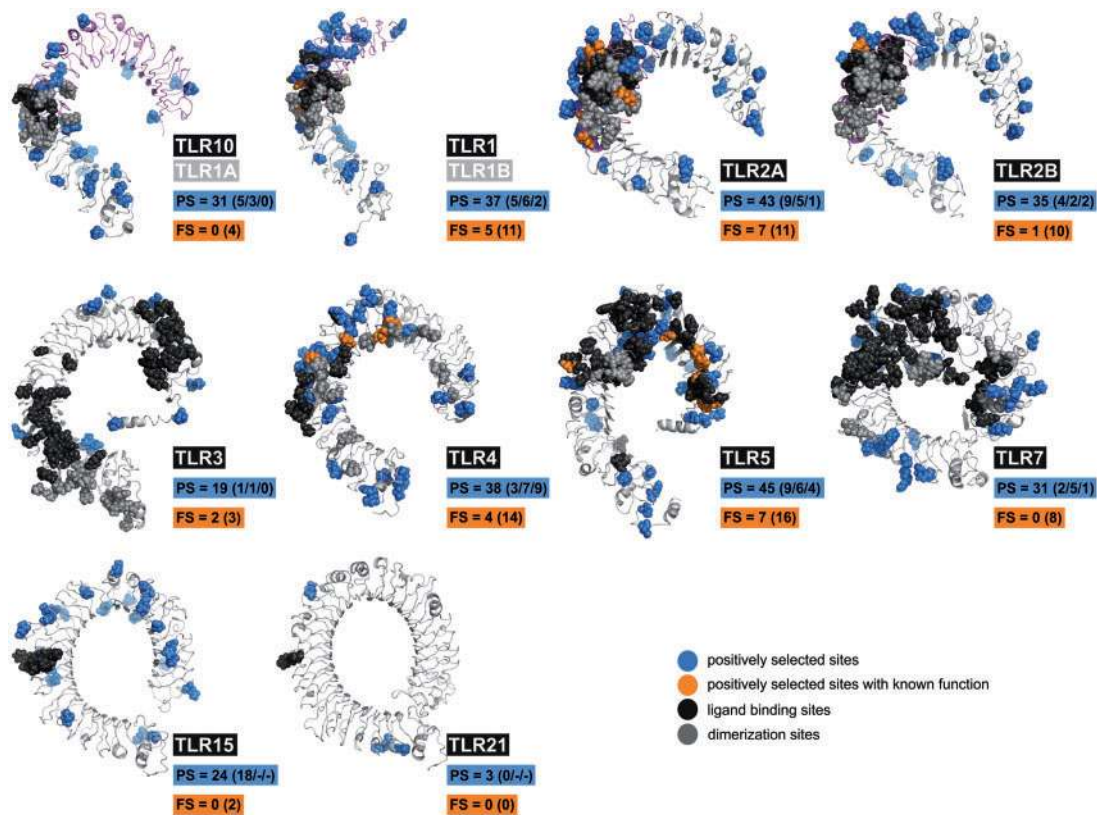 TLR10
TLR1A
PS = 31 (5/3/0)
FS = 0 (4)
TLR1
TLR1B
PS = 37 (5/6/2)
FS = 5 (11)
TLR2A
PS = 43 (9/5/1)
FS = 7 (11)
TLR2B
PS = 35 (4/2/2)
FS = 1 (10)
TLR3
PS = 19 (1/1/0)
FS = 2 (3)
TLR4
PS = 38 (3/7/9)
FS = 4 (14)
TLR5
PS = 45 (9/6/4)
FS = 7 (16)
TLR7
PS = 31 (2/5/1)
FS = 0 (8)
TLR15
PS = 24 (18/-/-)
FS = 0 (2)
TLR21
PS = 3 (0/-/-)
FS = 0 (0)
positively selected sites
positively selected sites with known function
ligand binding sites
dimerization sites